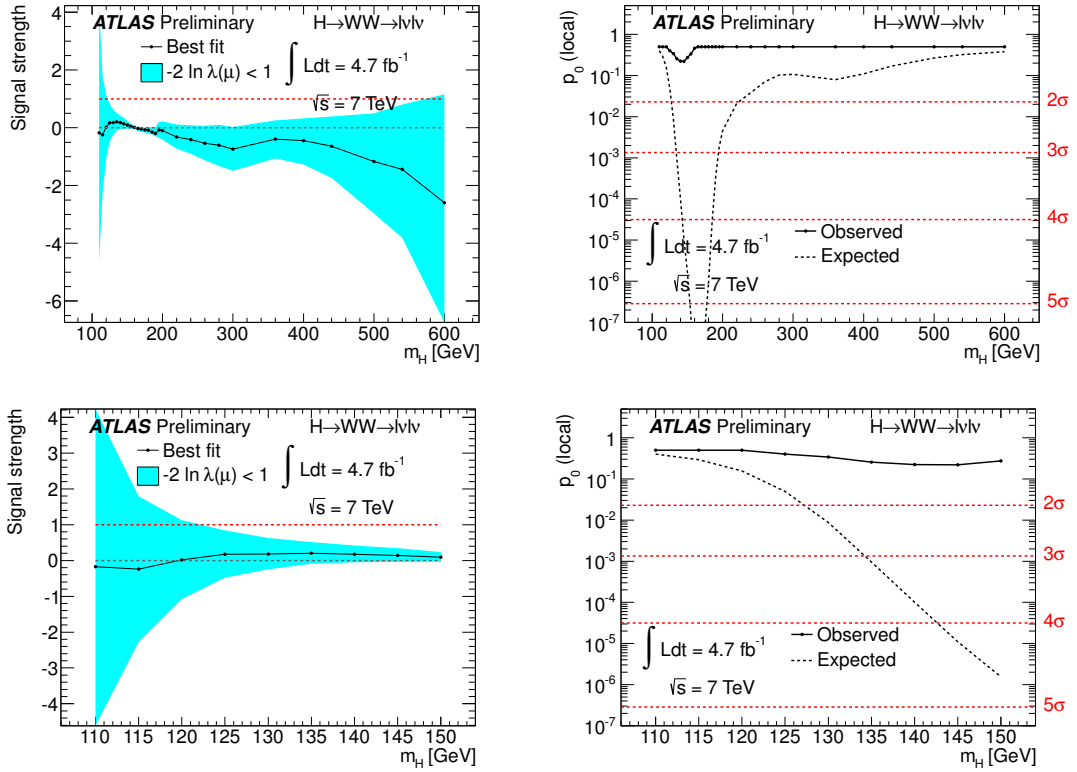 ATLAS Preliminary H→WW→lνlν
Best fit
-2 ln λ(μ) < 1
∫ Ldt = 4.7 fb⁻¹
√s = 7 TeV
Signal strength
4
2
0
-2
-4
-6
100 200 300 400 500 600
m_H [GeV]
ATLAS Preliminary H→WW→lνlν
p₀ (local)
1
10⁻¹
10⁻²
10⁻³
10⁻⁴
10⁻⁵
10⁻⁶
10⁻⁷
2σ
3σ
4σ
5σ
∫ Ldt = 4.7 fb⁻¹
√s = 7 TeV
Observed
Expected
100 200 300 400 500 600
m_H [GeV]
ATLAS Preliminary H→WW→lνlν
Best fit
-2 ln λ(μ) < 1
∫ Ldt = 4.7 fb⁻¹
√s = 7 TeV
Signal strength
4
3
2
1
0
-1
-2
-3
-4
110 115 120 125 130 135 140 145 150
m_H [GeV]
ATLAS Preliminary H→WW→lνlν
p₀ (local)
1
10⁻¹
10⁻²
10⁻³
10⁻⁴
10⁻⁵
10⁻⁶
10⁻⁷
2σ
3σ
4σ
5σ
∫ Ldt = 4.7 fb⁻¹
√s = 7 TeV
Observed
Expected
110 115 120 125 130 135 140 145 150
m_H [GeV]